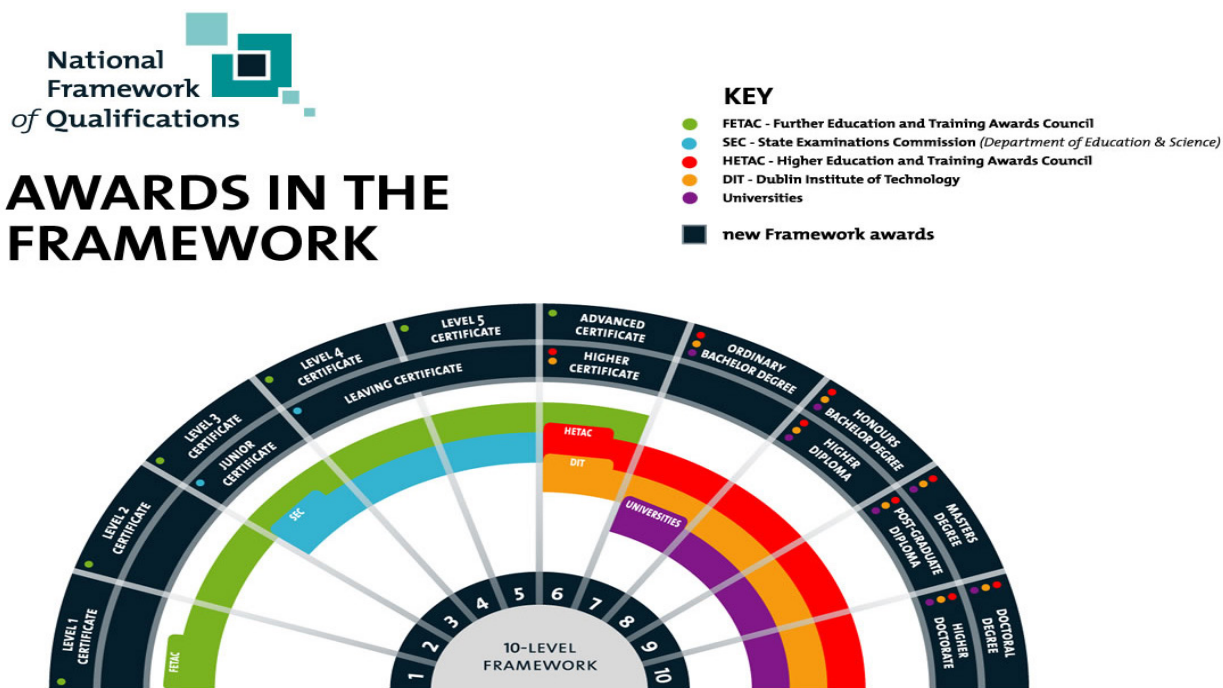 National
Framework
of Qualifications
AWARDS IN THE
FRAMEWORK
KEY
FETAC - Further Education and Training Awards Council
SEC - State Examinations Commission (Department of Education & Science)
HETAC - Higher Education and Training Awards Council
DIT - Dublin Institute of Technology
Universities
new Framework awards
LEVEL 1
CERTIFICATE
LEVEL 2
CERTIFICATE
LEVEL 3
CERTIFICATE
LEVEL 4
CERTIFICATE
LEVEL 5
CERTIFICATE
ADVANCED
CERTIFICATE
ORDINARY
BACHELOR DEGREE
HONOURS
BACHELOR DEGREE
MASTERS
DEGREE
DOCTORAL
DEGREE
JUNIOR
CERTIFICATE
LEAVING CERTIFICATE
HIGHER
CERTIFICATE
HIGHER
DIPLOMA
POST-GRADUATE
DIPLOMA
HIGHER
DOCTORATE
FETAC
SEC
HETAC
DIT
UNIVERSITIES
1
2
3
4
5
6
7
8
9
10
10-LEVEL
FRAMEWORK